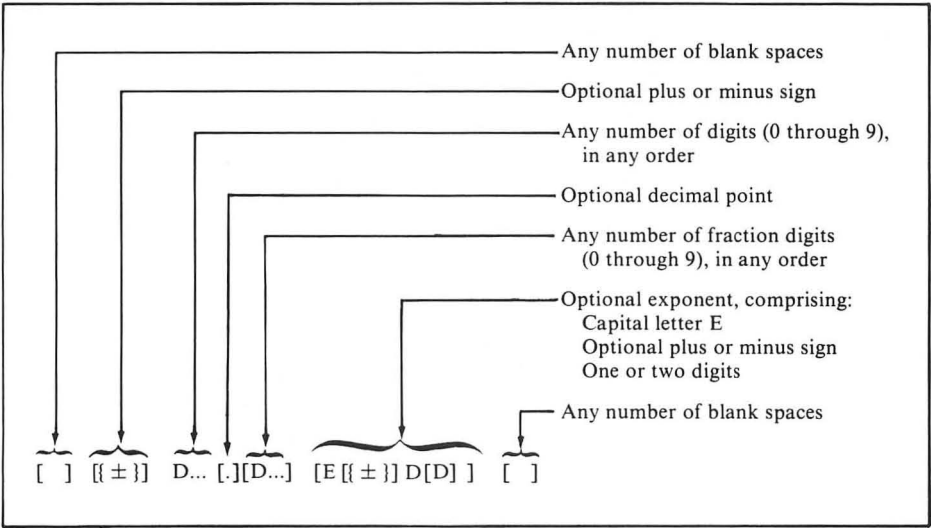 Any number of blank spaces
Optional plus or minus sign
Any number of digits (0 through 9),
in any order
Optional decimal point
Any number of fraction digits
(0 through 9), in any order
Optional exponent, comprising:
Capital letter E
Optional plus or minus sign
One or two digits
Any number of blank spaces
[ ] [{ ± }] D... [.][D...] [E [{ ± }] D[D] ] [ ]